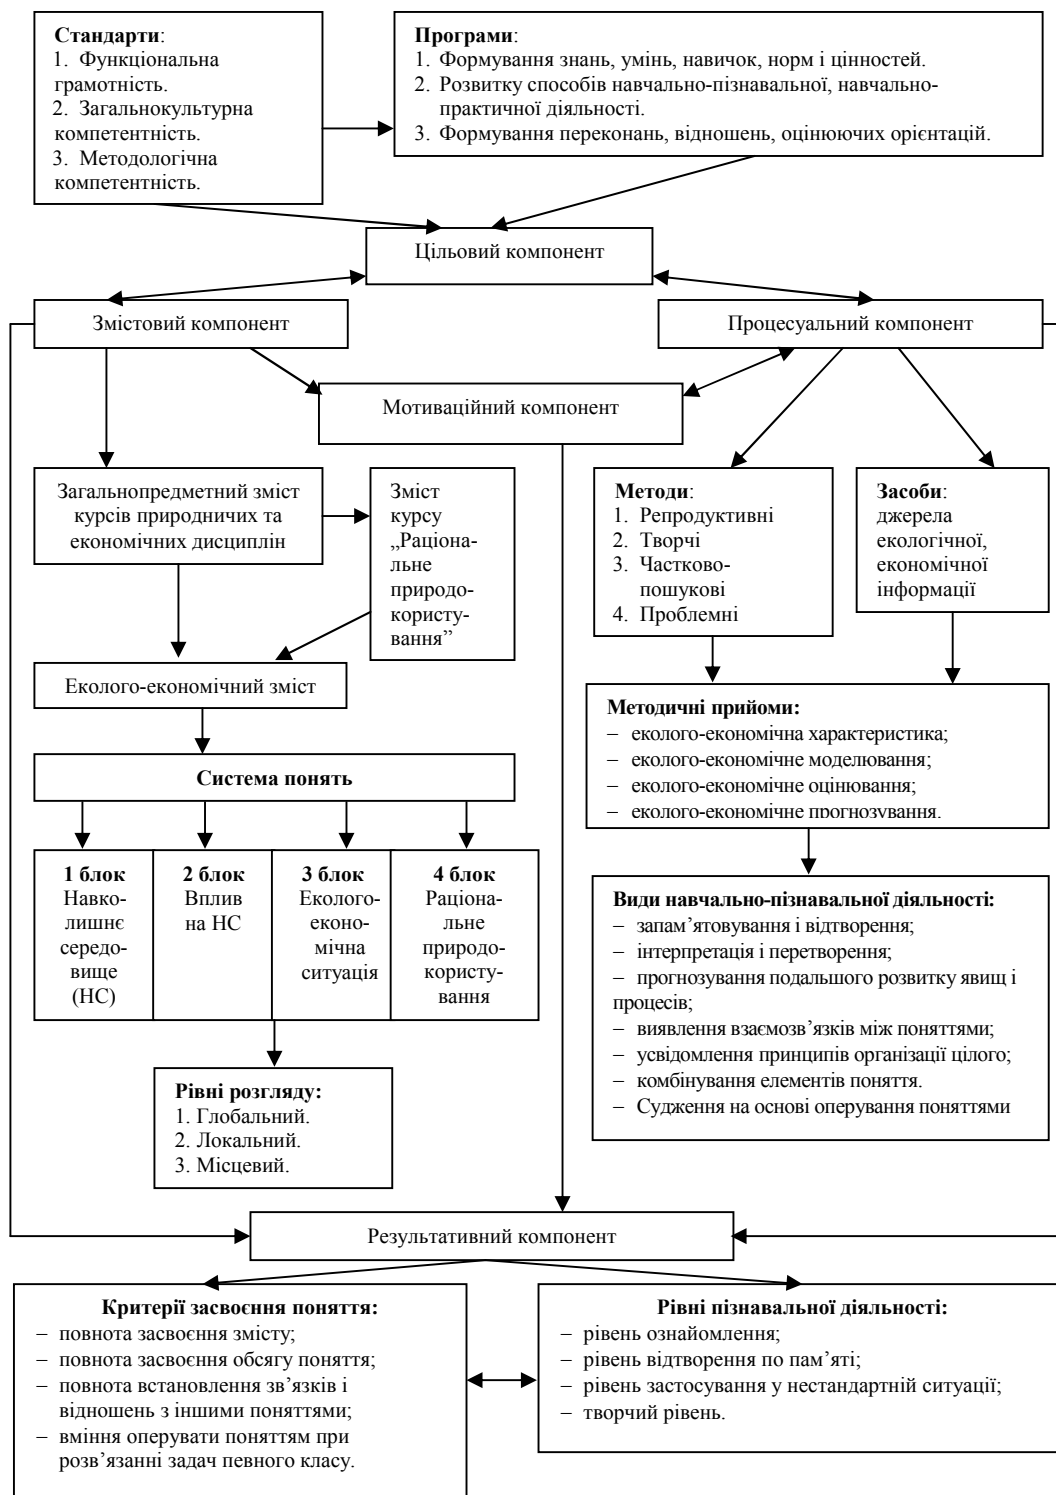 Стандарти:
1. Функціональна
грамотність.
2. Загальнокультурна
компетентність.
3. Методологічна
компетентність.
Програми:
1. Формування знань, умінь, навичок, норм і цінностей.
2. Розвитку способів навчально-пізнавальної, навчально-
практичної діяльності.
3. Формування переконань, відношень, оцінюючих орієнтацій.
Цільовий компонент
Змістовий компонент
Процесуальний компонент
Мотиваційний компонент
Загальнопредметний зміст
курсів природничих та
економічних дисциплін
Зміст
курсу
„Раціона-
льне
природо-
користу-
вання”
Методи:
1. Репродуктивні
2. Творчі
3. Частково-
пошукові
4. Проблемні
Засоби:
джерела
екологічної,
економічної
інформації
Еколого-економічний зміст
Методичні прийоми:
– еколого-економічна характеристика;
– еколого-економічне моделювання;
– еколого-економічне оцінювання;
– еколого-економічне прогнозування.
Система понять
1 блок
Навко-
лишнє
середо-
вище
(НС)
2 блок
Вплив
на НС
3 блок
Еколого-
еконо-
мічна
ситуація
4 блок
Раціона-
льне
природо-
користу-
вання
Види навчально-пізнавальної діяльності:
– запам’ятовування і відтворення;
– інтерпретація і перетворення;
– прогнозування подальшого розвитку явищ і
процесів;
– виявлення взаємозв’язків між поняттями;
– усвідомлення принципів організації цілого;
– комбінування елементів поняття.
– Судження на основі оперування поняттями
Рівні розгляду:
1. Глобальний.
2. Локальний.
3. Місцевий.
Результативний компонент
Критерії засвоєння поняття:
– повнота засвоєння змісту;
– повнота засвоєння обсягу поняття;
– повнота встановлення зв’язків і
відношень з іншими поняттями;
– вміння оперувати поняттям при
розв’язанні задач певного класу.
Рівні пізнавальної діяльності:
– рівень ознайомлення;
– рівень відтворення по пам’яті;
– рівень застосування у нестандартній ситуації;
– творчий рівень.